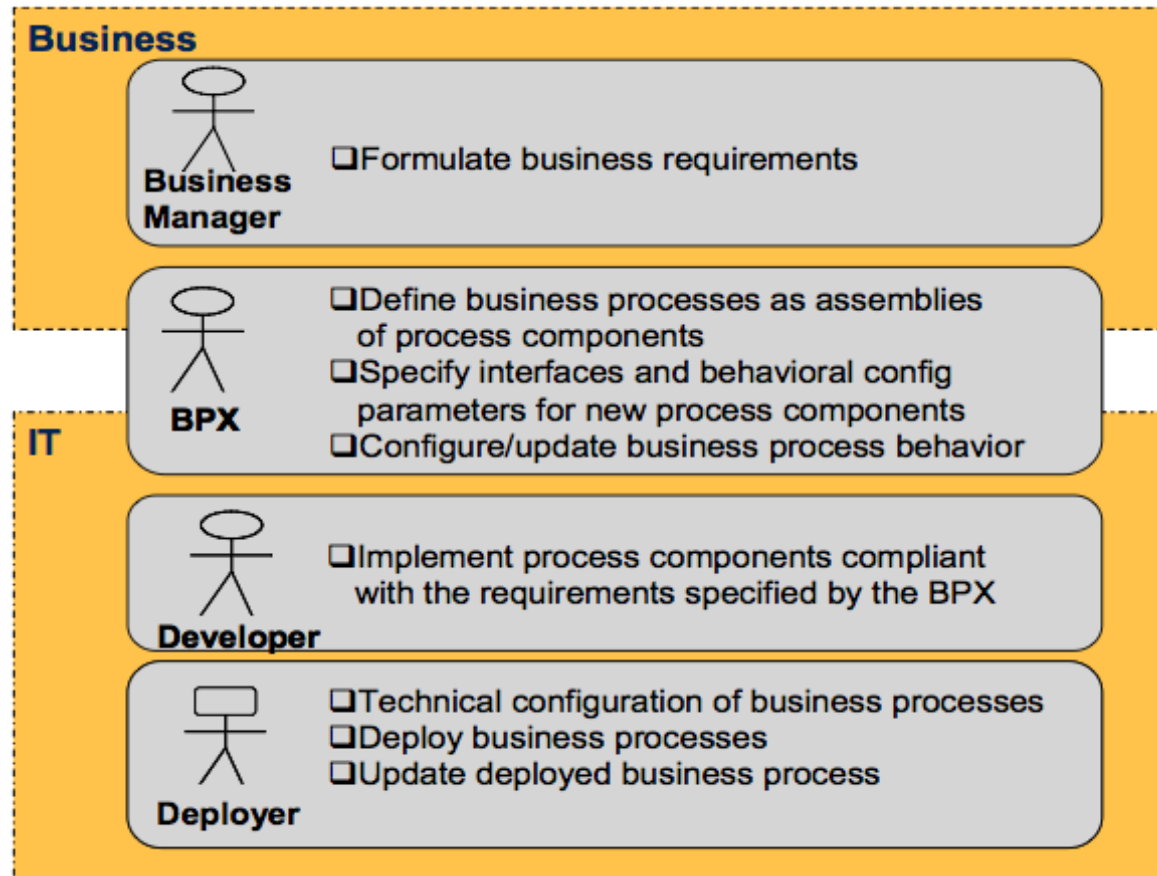 Business
Business
Manager
❑Formulate business requirements
BPX
❑Define business processes as assemblies
of process components
❑Specify interfaces and behavioral config
parameters for new process components
❑Configure/update business process behavior
IT
Developer
❑Implement process components compliant
with the requirements specified by the BPX
Deployer
❑Technical configuration of business processes
❑Deploy business processes
❑Update deployed business process